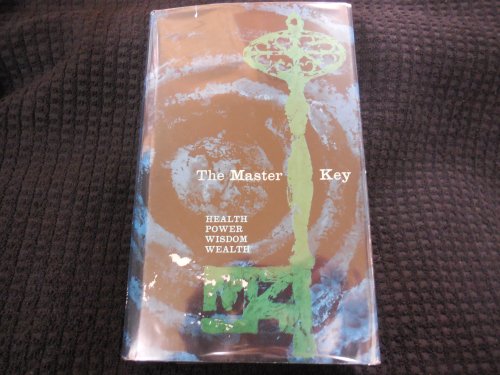 The Master Key
HEALTH
POWER
WISDOM
WEALTH